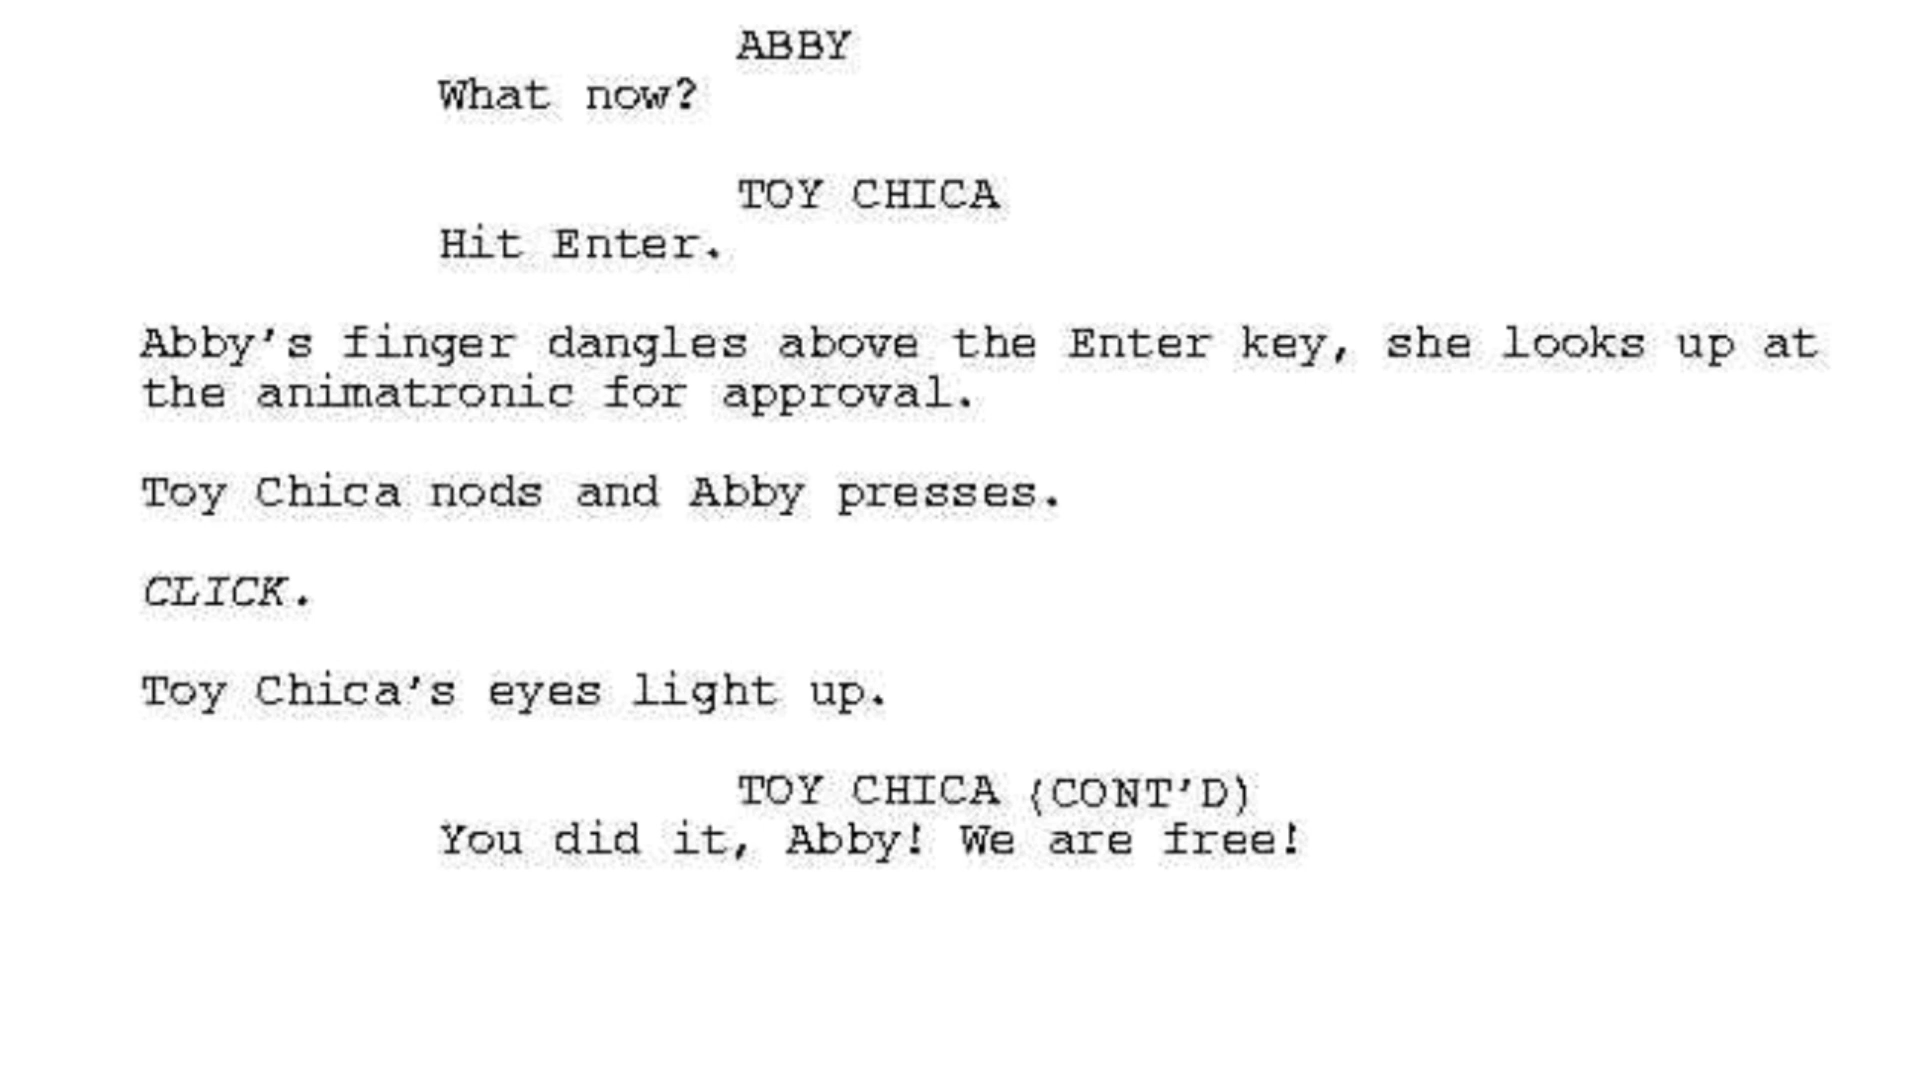 ABBY
What now?
TOY CHICA
Hit Enter.
Abby's finger dangles above the Enter key, she looks up at
the animatronic for approval.
Toy Chica nods and Abby presses.
CLICK.
Toy Chica's eyes light up.
TOY CHICA (CONT'D)
You did it, Abby! We are free!